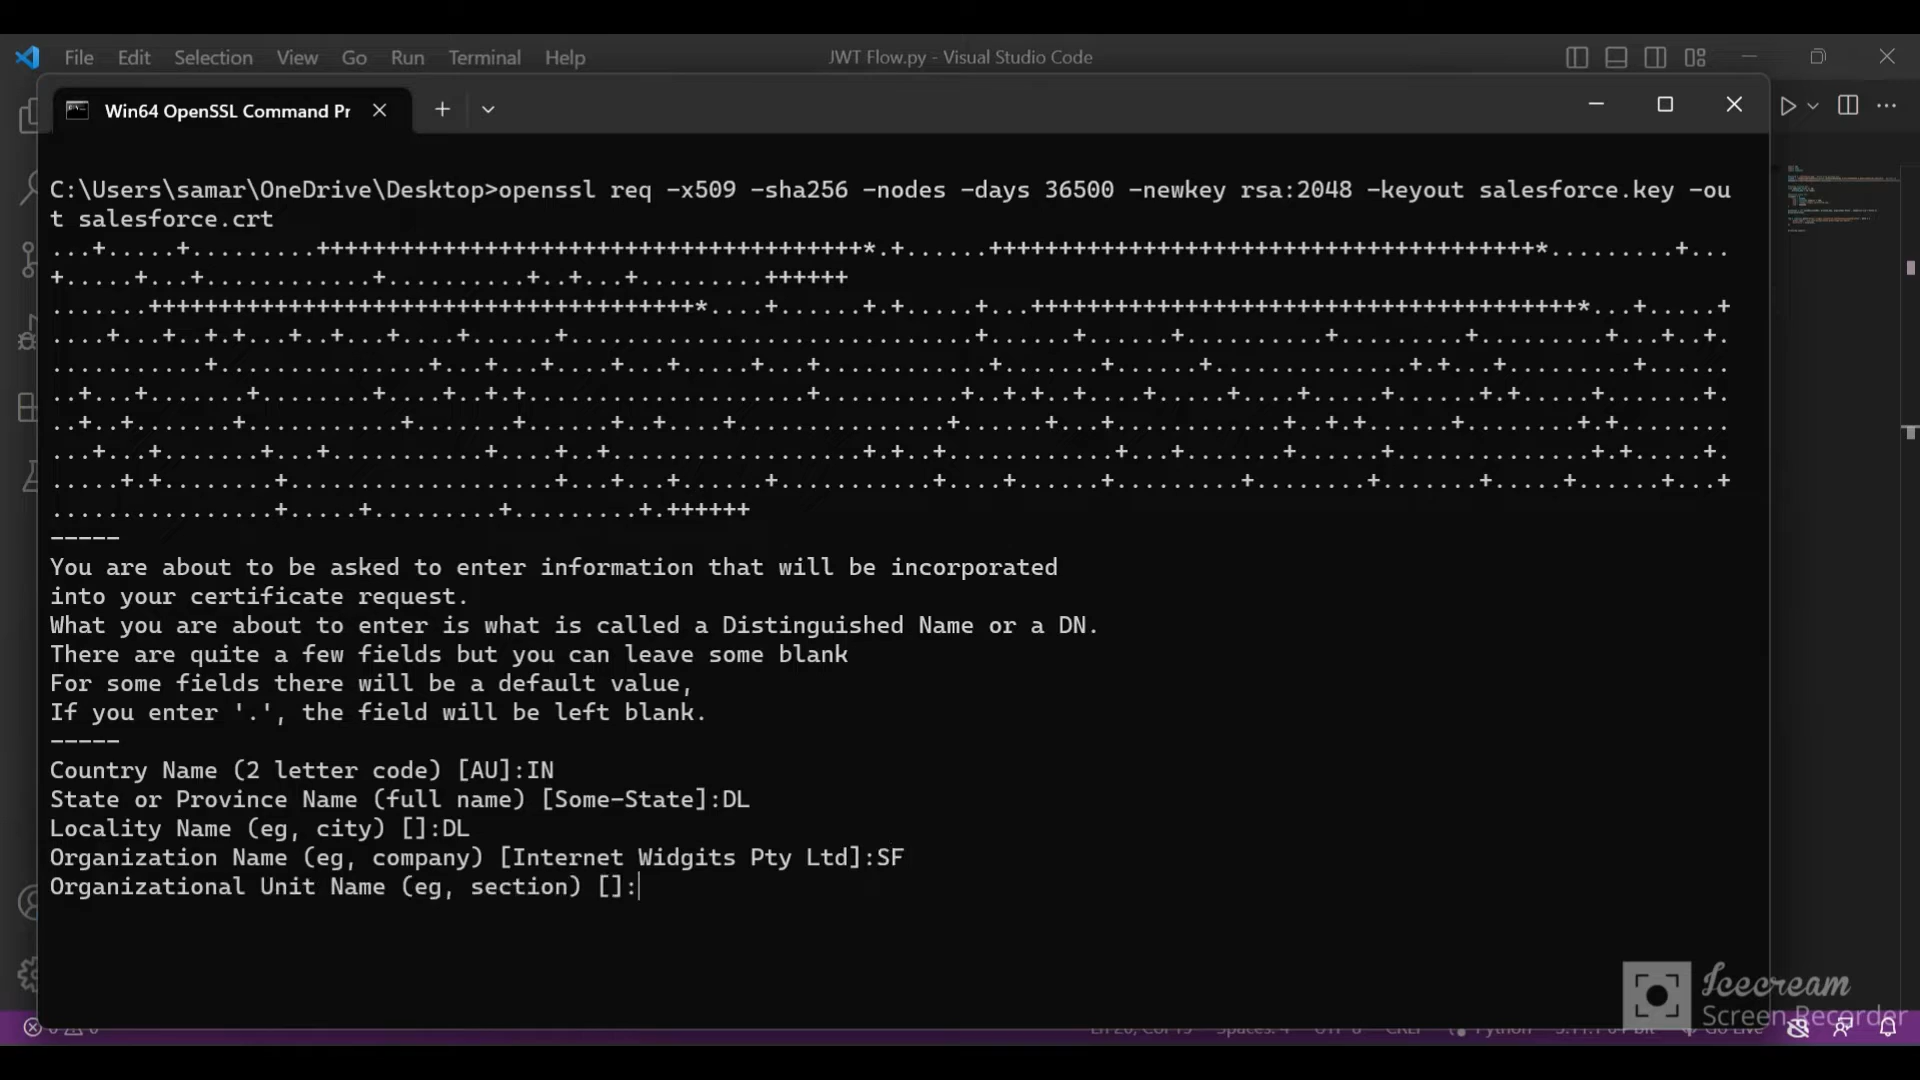 File Edit Selection View Go Run Terminal Help JWT Flow.py - Visual Studio Code
Win64 OpenSSL Command Pr
C:\Users\samar\OneDrive\Desktop>openssl req -x509 -sha256 -nodes -days 36500 -newkey rsa:2048 -keyout salesforce.key -ou
t salesforce.crt
-----
You are about to be asked to enter information that will be incorporated
into your certificate request.
What you are about to enter is what is called a Distinguished Name or a DN.
There are quite a few fields but you can leave some blank
For some fields there will be a default value,
If you enter '.', the field will be left blank.
-----
Country Name (2 letter code) [AU]:IN
State or Province Name (full name) [Some-State]:DL
Locality Name (eg, city) []:DL
Organization Name (eg, company) [Internet Widgits Pty Ltd]:SF
Organizational Unit Name (eg, section) []:
Icecream
Screen Recorder